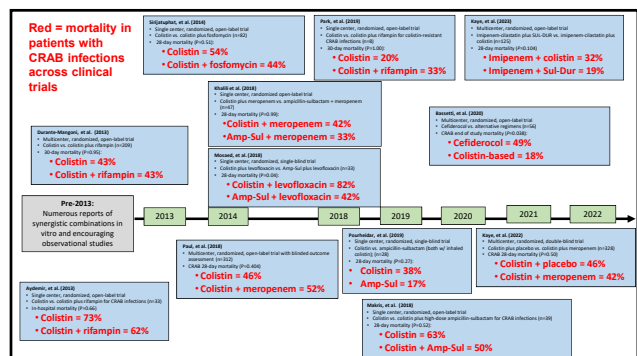 Red = mortality in
patients with
CRAB infections
across clinical
trials
Sirijatuphat, et al. (2014)
• Single center, randomized, open-label trial
• Colistin vs. colistin plus fosfomycin (n=82)
• 28-day mortality (P=0.51):
• Colistin = 54%
• Colistin + fosfomycin = 44%
Park, et al. (2019)
• Single center, randomized, open-label trial
• Colistin vs. colistin plus rifampin for colistin-resistant
CRAB infections (n=8)
• 30-day mortality (P=1.00):
• Colistin = 20%
• Colistin + rifampin = 33%
Kaye, et al. (2023)
• Multicenter, randomized, open-label trial
• Imipenem-cilastatin plus SUL-DUR vs. imipenem-cilastatin plus
colistin (n=125)
• 28-day mortality (P=0.104)
• Imipenem + colistin = 32%
• Imipenem + Sul-Dur = 19%
Khalili et al. (2018)
• Single center, randomized, open-label trial
• Colistin plus meropenem vs. ampicillin-sulbactam + meropenem
(n=47)
• 28-day mortality (P=0.99):
• Colistin + meropenem = 42%
• Amp-Sul + meropenem = 33%
Durante-Mangoni, et al. (2013)
• Multicenter, randomized, open-label trial
• Colistin vs. colistin plus rifampin (n=209)
• 30-day mortality (P=0.95):
• Colistin = 43%
• Colistin + rifampin = 43%
Bassetti, et al. (2020)
• Multicenter, randomized, open-label trial
• Cefiderocol vs. alternative regimens (n=56)
• CRAB end of study mortality (P=0.038):
• Cefiderocol = 49%
• Colistin-based = 18%
Mosaed, et al. (2018)
• Single center, randomized, single-blind trial
• Colistin plus levofloxacin vs. Amp-Sul plus levofloxacin (n=33)
• 28-day mortality (P=0.04):
• Colistin + levofloxacin = 82%
• Amp-Sul + levofloxacin = 42%
Pre-2013:
Numerous reports of
synergistic combinations in
vitro and encouraging
observational studies
2013
2014
2018
2019
2020
2021
2022
Paul, et al. (2018)
• Multicenter, randomized, open-label trial with blinded outcome
assessment (n=312)
• CRAB 28-day mortality (P=0.404)
• Colistin = 46%
• Colistin + meropenem = 52%
Pourheidar, et al. (2019)
• Single center, randomized, single-blind trial
• Colistin vs. ampicillin-sulbactam (both w/ inhaled
colistin); (n=28)
• 28-day mortality (P=0.27):
• Colistin = 38%
• Amp-Sul = 17%
Kaye, et al. (2022)
• Multicenter, randomized, double-blind trial
• Colistin plus placebo vs. colistin plus meropenem (n=328)
• CRAB 28-day mortality (P=0.50)
• Colistin + placebo = 46%
• Colistin + meropenem = 42%
Aydemir, et al. (2013)
• Single center, randomized, open-label trial
• Colistin vs. colistin plus rifampin for CRAB infections (n=33)
• In-hospital mortality (P=0.66)
• Colistin = 73%
• Colistin + rifampin = 62%
Makris, et al. (2018)
• Single center, randomized, open-label trial
• Colistin vs. colistin plus high-dose ampicillin-sulbactam for CRAB infections (n=39)
• 28-day mortality (P=0.52):
• Colistin = 63%
• Colistin + Amp-Sul = 50%